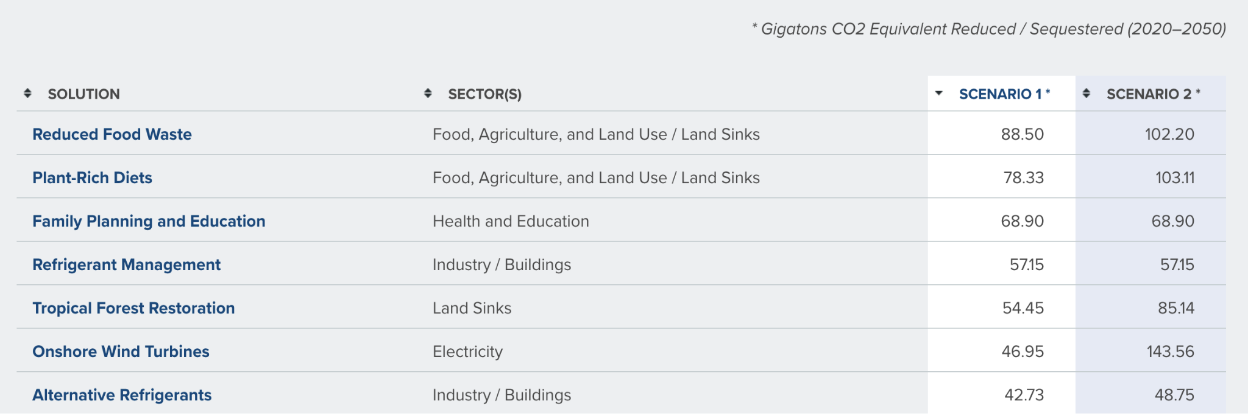 * Gigatons CO2 Equivalent Reduced / Sequestered (2020–2050)
SOLUTION SECTOR(S) SCENARIO 1 * SCENARIO 2 *
Reduced Food Waste Food, Agriculture, and Land Use / Land Sinks 88.50 102.20
Plant-Rich Diets Food, Agriculture, and Land Use / Land Sinks 78.33 103.11
Family Planning and Education Health and Education 68.90 68.90
Refrigerant Management Industry / Buildings 57.15 57.15
Tropical Forest Restoration Land Sinks 54.45 85.14
Onshore Wind Turbines Electricity 46.95 143.56
Alternative Refrigerants Industry / Buildings 42.73 48.75